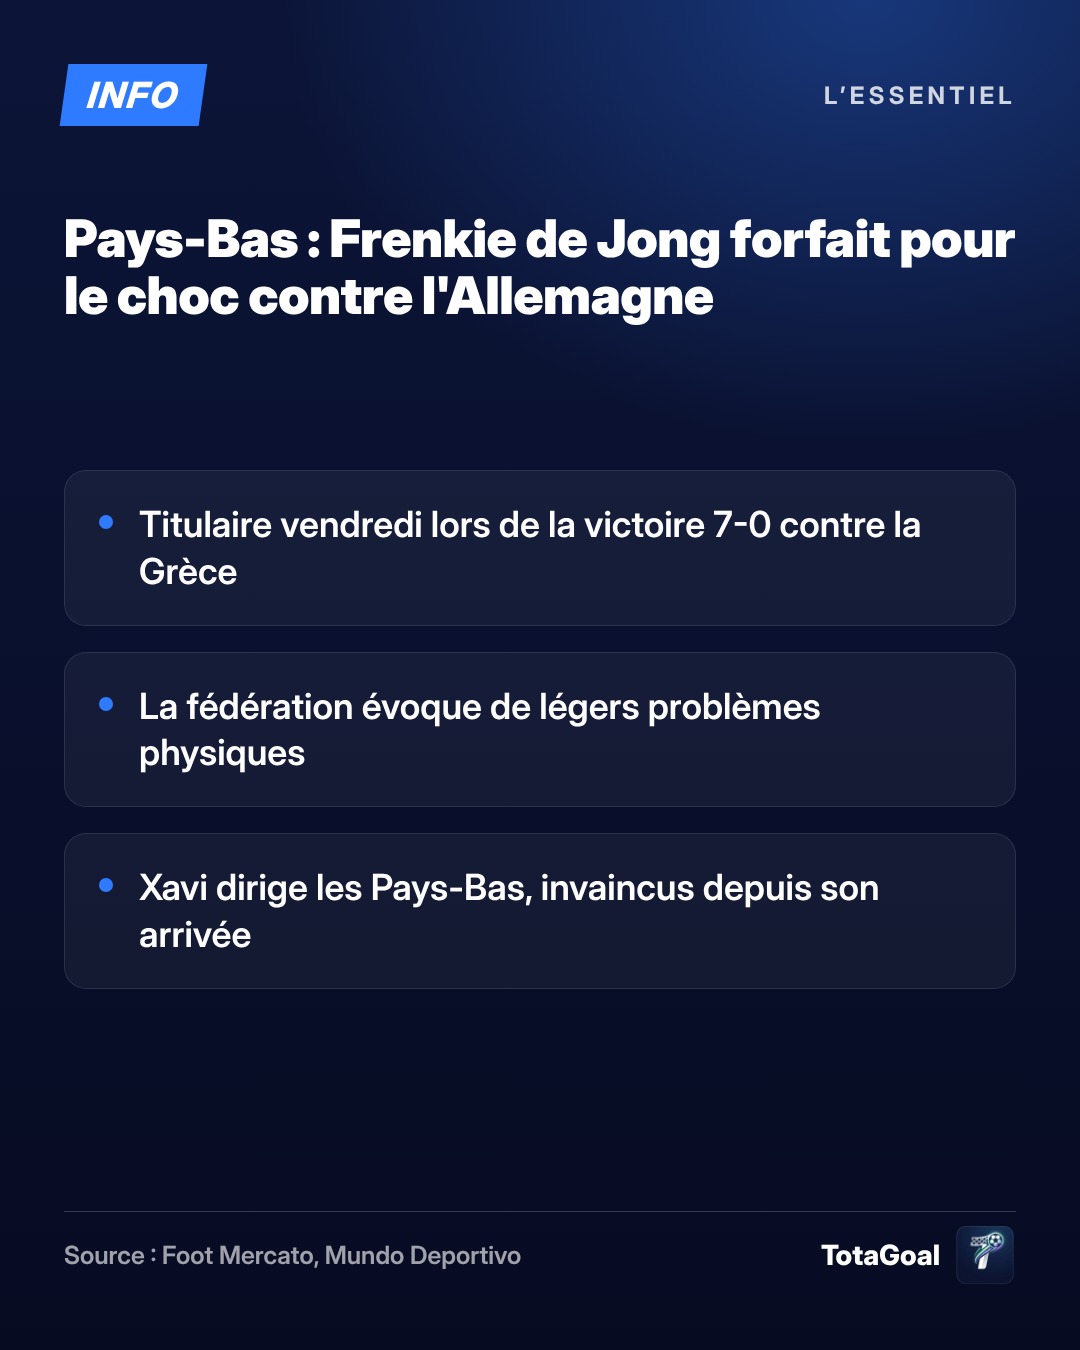 INFO
L'ESSENTIEL
Pays-Bas : Frenkie de Jong forfait pour
le choc contre l'Allemagne
Titulaire vendredi lors de la victoire 7-0 contre la
Grèce
La fédération évoque de légers problèmes
physiques
Xavi dirige les Pays-Bas, invaincus depuis son
arrivée
Source : Foot Mercato, Mundo Deportivo
TotaGoal